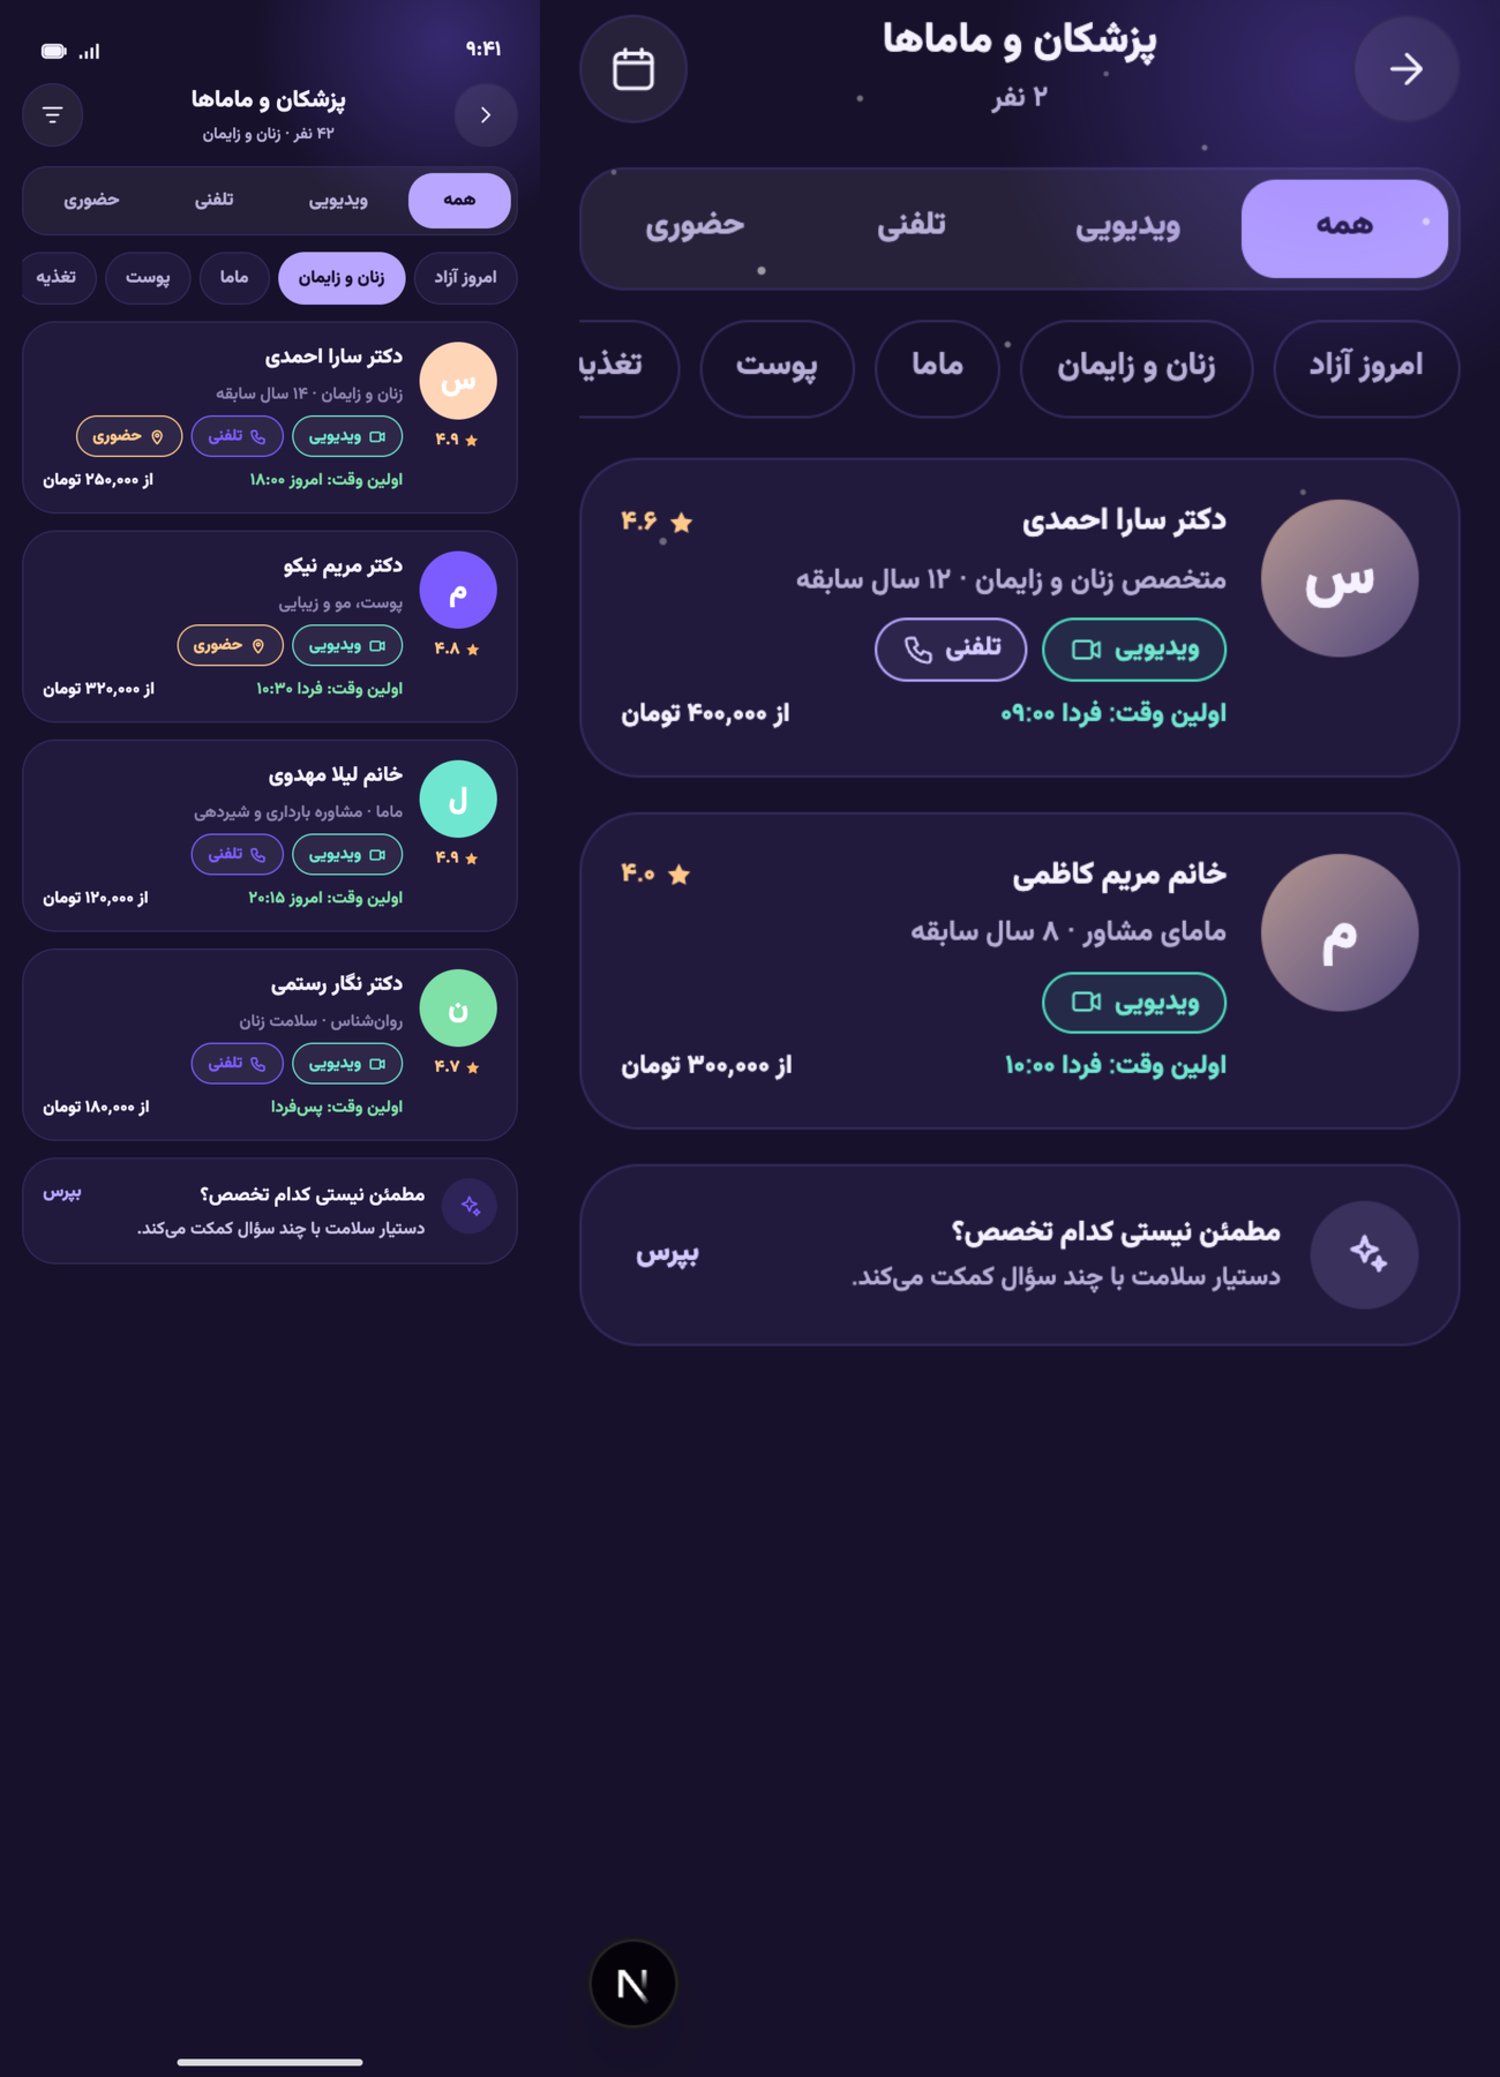 ۹:۴۱
پزشکان و ماماها
۴۲ نفر · زنان و زایمان
همه ویدیویی تلفنی حضوری
امروز آزاد زنان و زایمان ماما پوست تغذیه
س
دکتر سارا احمدی
زنان و زایمان · ۱۴ سال سابقه
۴.۹ ویدیویی تلفنی حضوری
اولین وقت: امروز ۱۸:۰۰ از ۲۵۰,۰۰۰ تومان
م
دکتر مریم نیکو
پوست، مو و زیبایی
۴.۸ ویدیویی حضوری
اولین وقت: فردا ۱۰:۳۰ از ۳۲۰,۰۰۰ تومان
ل
خانم لیلا مهدوی
ماما · مشاوره بارداری و شیردهی
۴.۹ ویدیویی تلفنی
اولین وقت: امروز ۲۰:۱۵ از ۱۲۰,۰۰۰ تومان
ن
دکتر نگار رستمی
روان‌شناس · سلامت زنان
۴.۷ ویدیویی تلفنی
اولین وقت: پس‌فردا از ۱۸۰,۰۰۰ تومان
مطمئن نیستی کدام تخصص؟ بپرس
دستیار سلامت با چند سؤال کمکت می‌کند.
پزشکان و ماماها
۲ نفر
همه ویدیویی تلفنی حضوری
امروز آزاد زنان و زایمان ماما پوست تغذیه
س
دکتر سارا احمدی ۴.۶
متخصص زنان و زایمان · ۱۲ سال سابقه
ویدیویی تلفنی
اولین وقت: فردا ۰۹:۰۰ از ۴۰۰,۰۰۰ تومان
م
خانم مریم کاظمی ۴.۰
مامای مشاور · ۸ سال سابقه
ویدیویی
اولین وقت: فردا ۱۰:۰۰ از ۳۰۰,۰۰۰ تومان
مطمئن نیستی کدام تخصص؟
دستیار سلامت با چند سؤال کمکت می‌کند.
بپرس
N